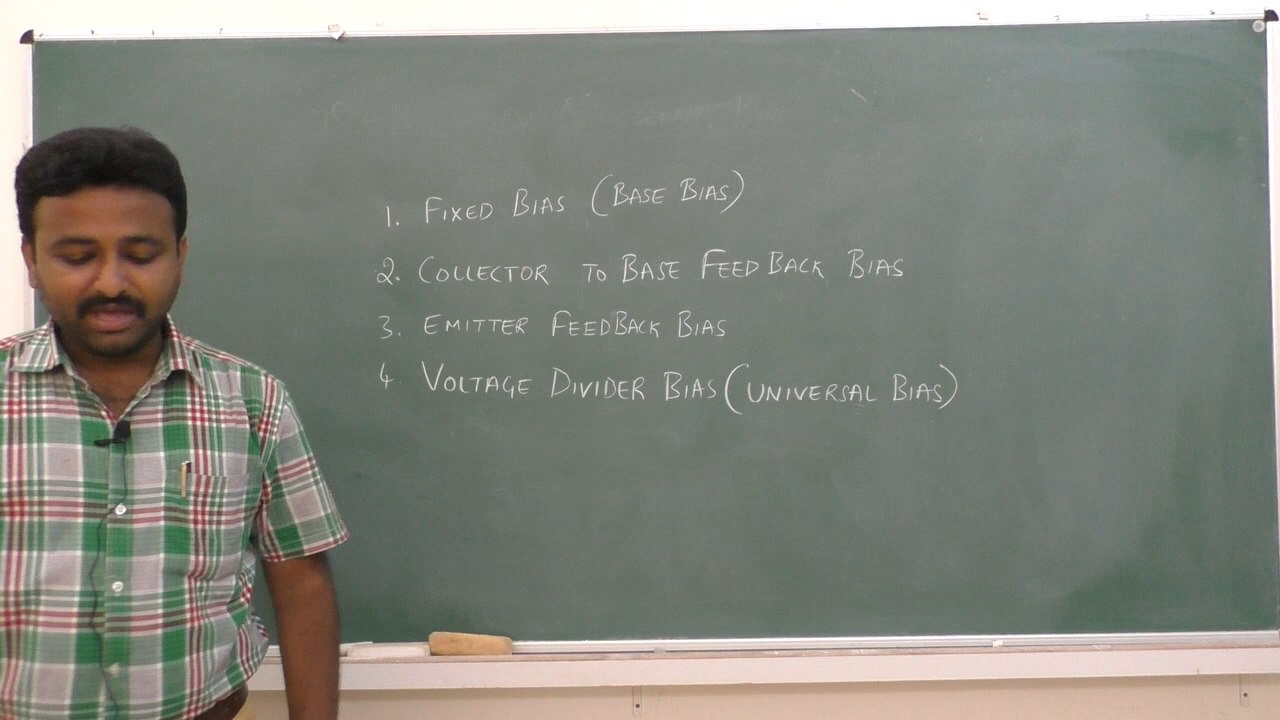 1. FIXED BIAS (BASE BIAS)
2. COLLECTOR TO BASE FEEDBACK BIAS
3. EMITTER FEEDBACK BIAS
4. VOLTAGE DIVIDER BIAS (UNIVERSAL BIAS)